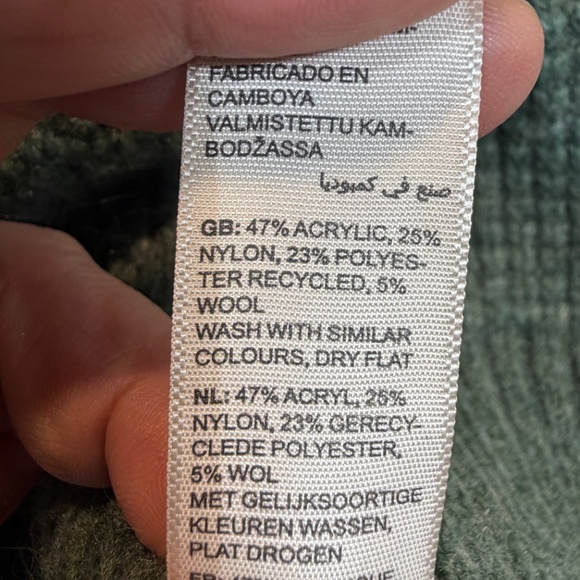 FABRICADO EN
CAMBOYA
VALMISTETTU KAM-
BODŽASSA
صنع في كمبوديا
GB: 47% ACRYLIC, 25%
NYLON, 23% POLYES-
TER RECYCLED, 5%
WOOL
WASH WITH SIMILAR
COLOURS, DRY FLAT
NL: 47% ACRYL, 25%
NYLON, 23% GERECY-
CLEDE POLYESTER,
5% WOL
MET GELIJKSOORTIGE
KLEUREN WASSEN,
PLAT DROGEN